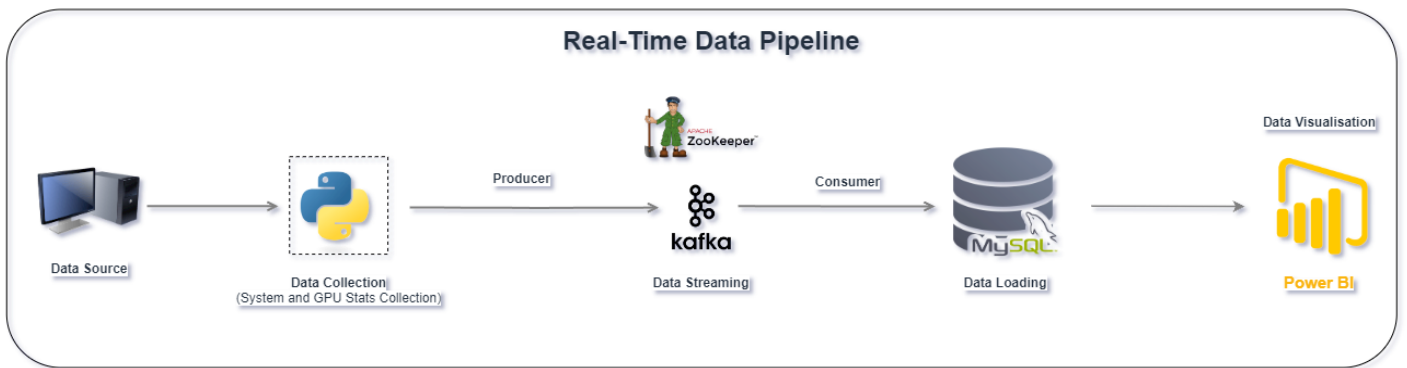 Real-Time Data Pipeline
Data Source
Data Collection
(System and GPU Stats Collection)
Producer
APACHE
ZooKeeper™
kafka
Data Streaming
Consumer
MySQL
Data Loading
Data Visualisation
Power BI